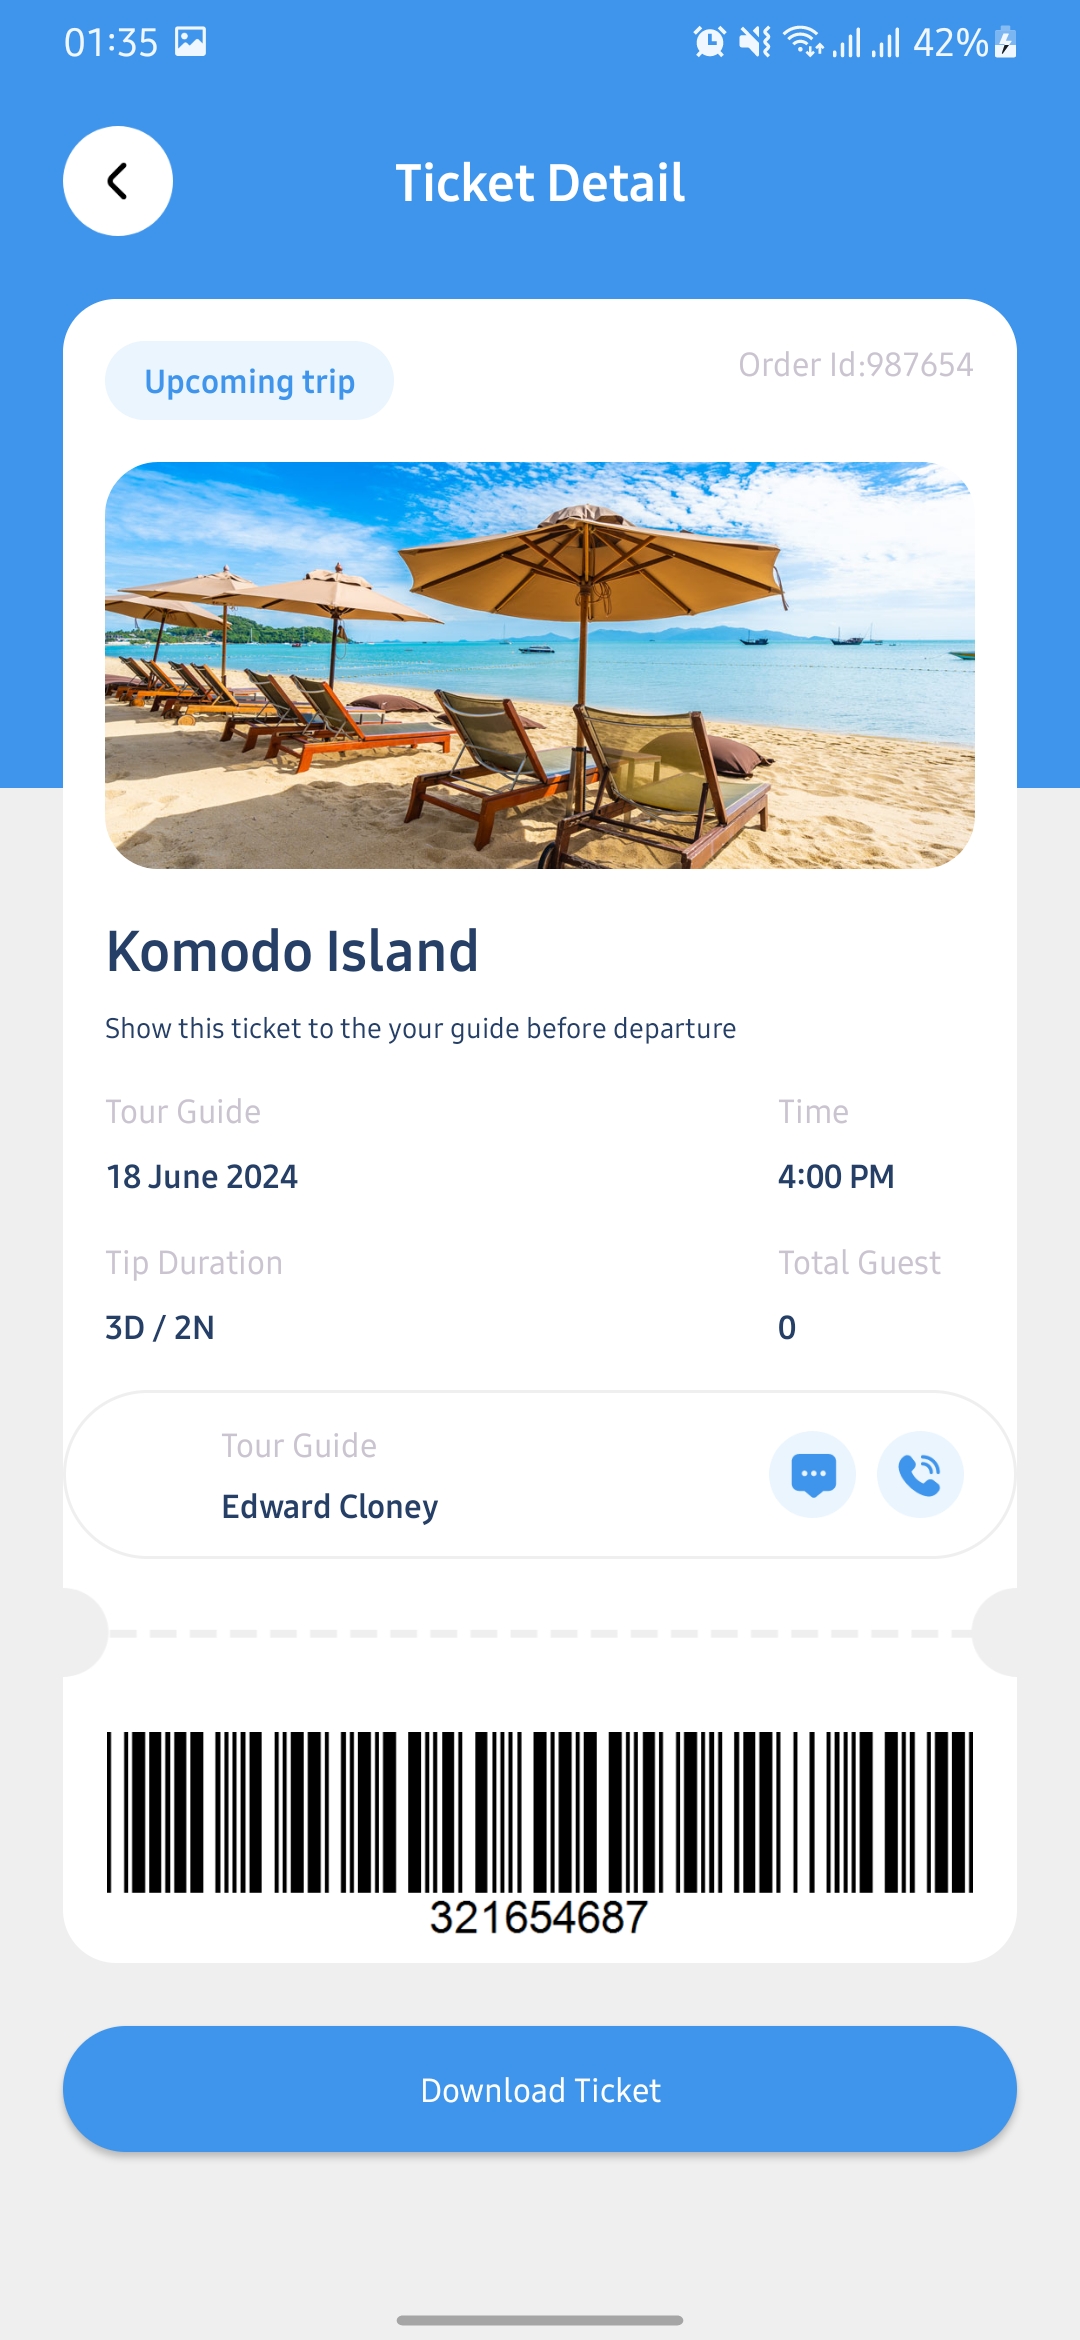 01:35 42%
Ticket Detail
Upcoming trip Order Id:987654
Komodo Island
Show this ticket to the your guide before departure
Tour Guide Time
18 June 2024 4:00 PM
Tip Duration Total Guest
3D / 2N 0
Tour Guide
Edward Cloney
321654687
Download Ticket